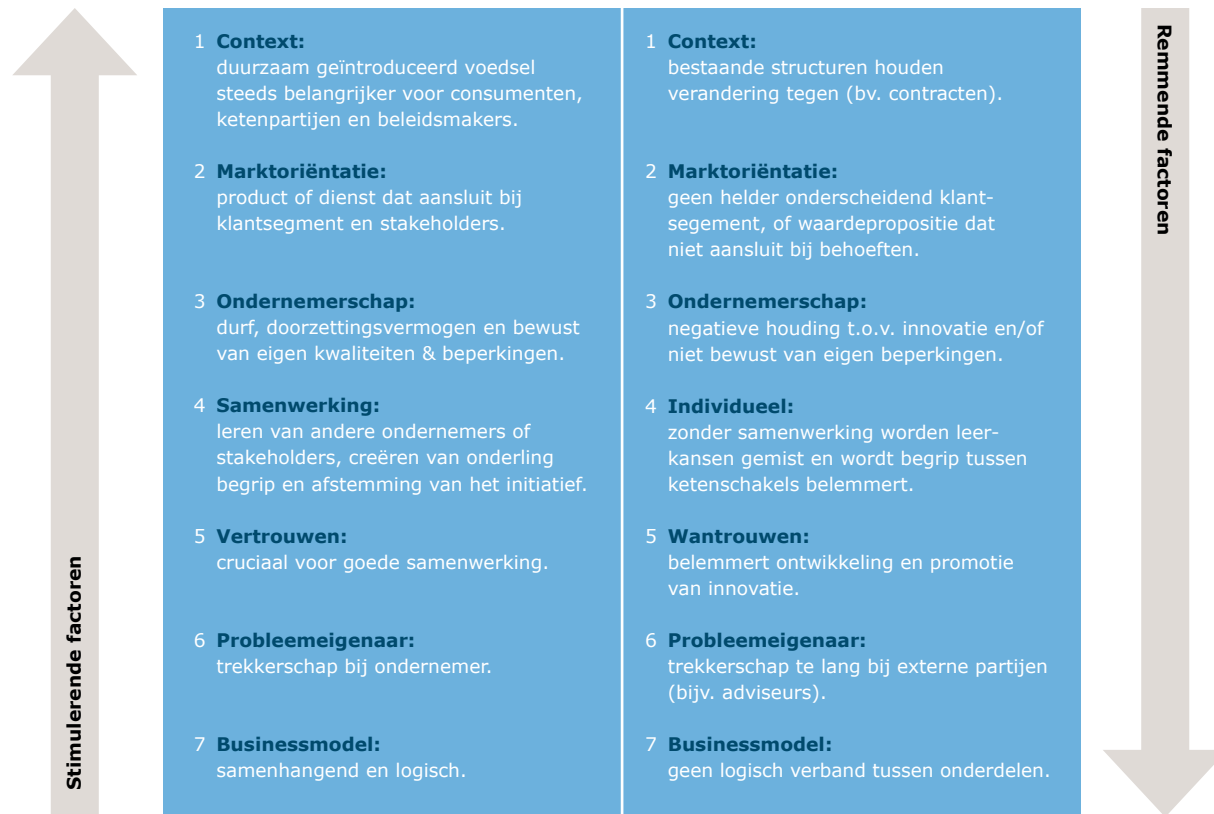 Stimulerende factoren
1 Context:
duurzaam geïntroduceerd voedsel
steeds belangrijker voor consumenten,
ketenpartijen en beleidsmakers.
2 Marktoriëntatie:
product of dienst dat aansluit bij
klantsegment en stakeholders.
3 Ondernemerschap:
durf, doorzettingsvermogen en bewust
van eigen kwaliteiten & beperkingen.
4 Samenwerking:
leren van andere ondernemers of
stakeholders, creëren van onderling
begrip en afstemming van het initiatief.
5 Vertrouwen:
cruciaal voor goede samenwerking.
6 Probleemeigenaar:
trekkerschap bij ondernemer.
7 Businessmodel:
samenhangend en logisch.
1 Context:
bestaande structuren houden
verandering tegen (bv. contracten).
2 Marktoriëntatie:
geen helder onderscheidend klant-
segement, of waardepropositie dat
niet aansluit bij behoeften.
3 Ondernemerschap:
negatieve houding t.o.v. innovatie en/of
niet bewust van eigen beperkingen.
4 Individueel:
zonder samenwerking worden leer-
kansen gemist en wordt begrip tussen
ketenschakels belemmert.
5 Wantrouwen:
belemmert ontwikkeling en promotie
van innovatie.
6 Probleemeigenaar:
trekkerschap te lang bij externe partijen
(bijv. adviseurs).
7 Businessmodel:
geen logisch verband tussen onderdelen.
Remmende factoren